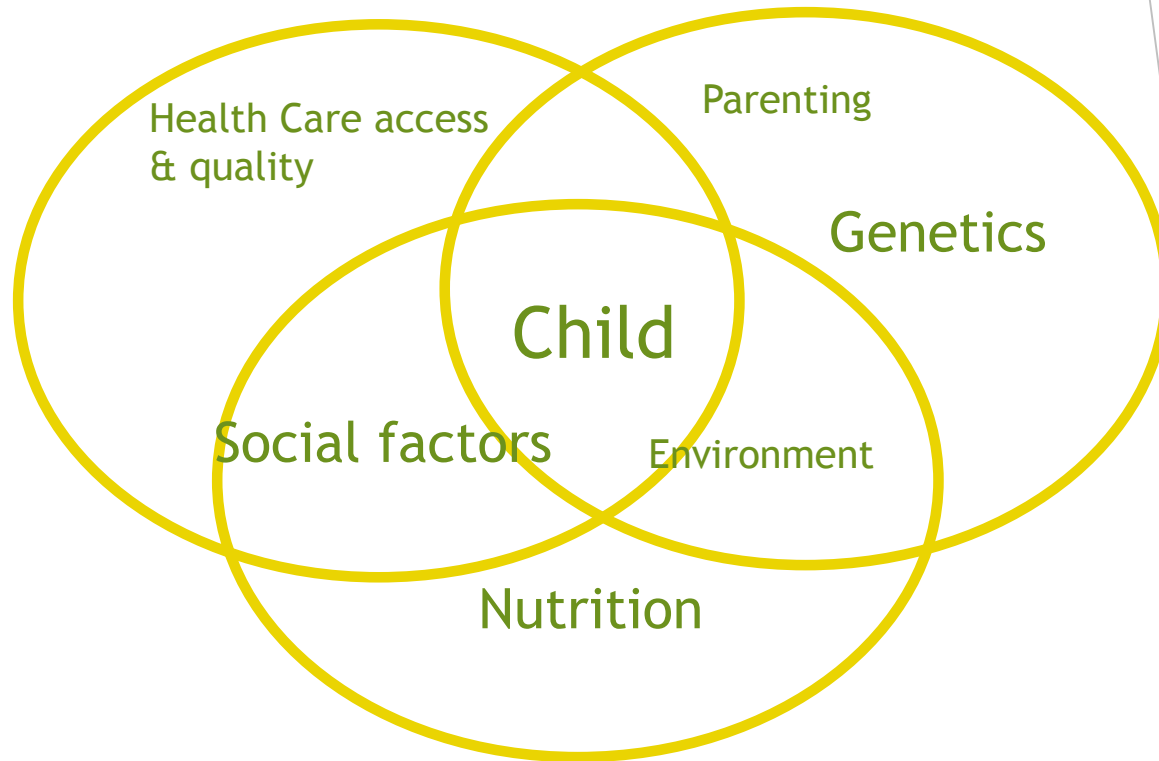 Parenting
Health Care access
& quality
Genetics
Child
Social factors
Environment
Nutrition